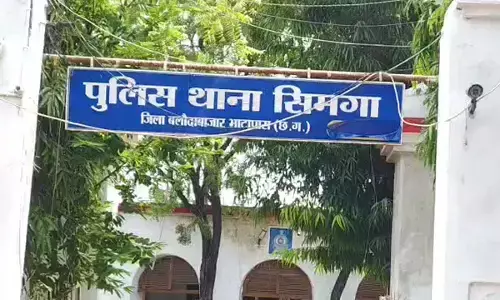 पुलिस थाना सिमगा
जिला बलौदाबाजार भाटापारा (छ.ग.)